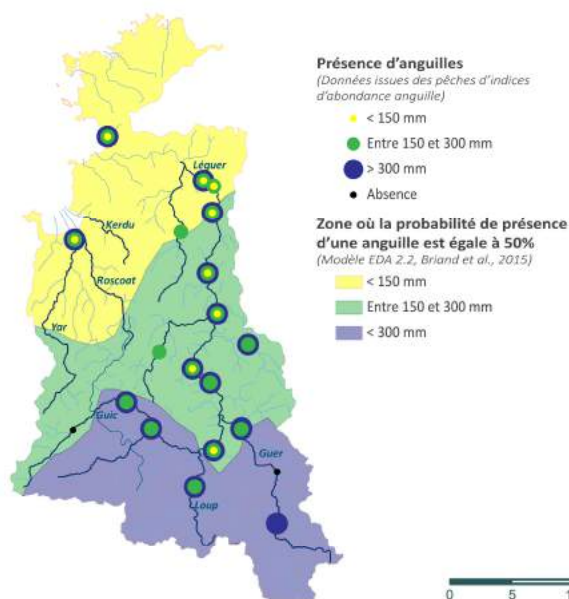 Présence d'anguilles
(Données issues des pêches d'indices
d'abondance anguille)
< 150 mm
Entre 150 et 300 mm
> 300 mm
Absence
Zone où la probabilité de présence
d'une anguille est égale à 50%
(Modèle EDA 2.2, Briand et al., 2015)
< 150 mm
Entre 150 et 300 mm
< 300 mm
Léguer
Kerdu
Roscoat
Yar
Guic
Guer
Loup
0 5